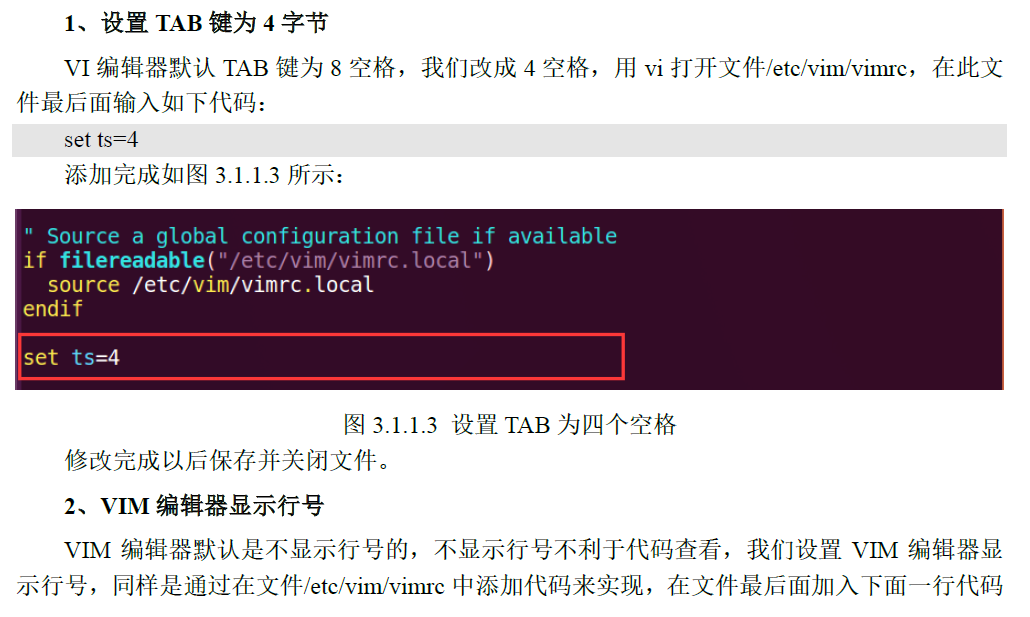 1、设置 TAB 键为 4 字节
VI 编辑器默认 TAB 键为 8 空格，我们改成 4 空格，用 vi 打开文件/etc/vim/vimrc，在此文
件最后面输入如下代码：
set ts=4
添加完成如图 3.1.1.3 所示：
" Source a global configuration file if available
if filereadable("/etc/vim/vimrc.local")
  source /etc/vim/vimrc.local
endif
set ts=4
图 3.1.1.3 设置 TAB 为四个空格
修改完成以后保存并关闭文件。
2、VIM 编辑器显示行号
VIM 编辑器默认是不显示行号的，不显示行号不利于代码查看，我们设置 VIM 编辑器显
示行号，同样是通过在文件/etc/vim/vimrc 中添加代码来实现，在文件最后面加入下面一行代码